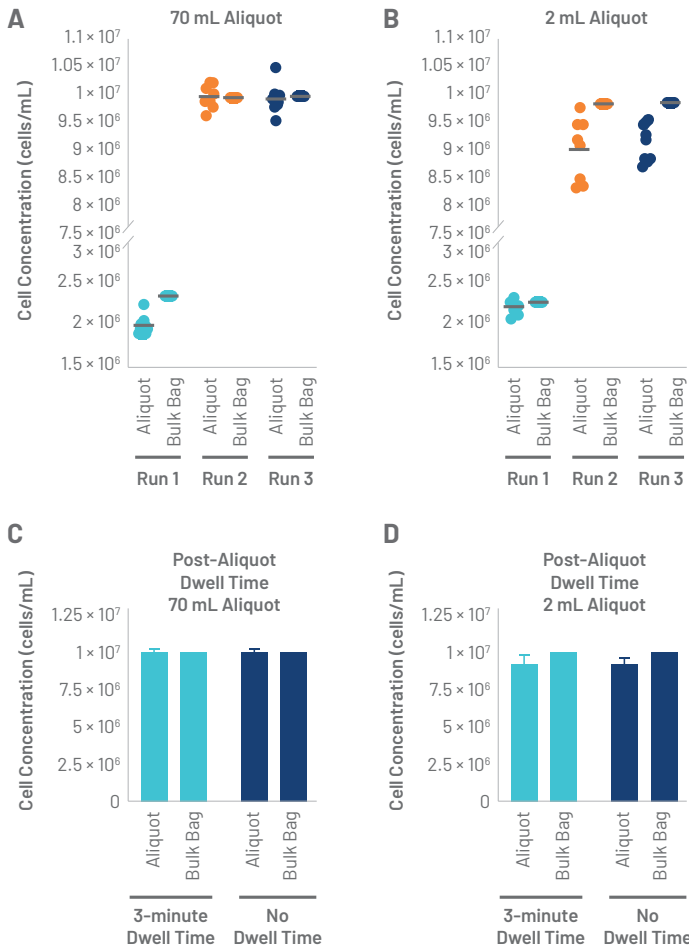 A
70 mL Aliquot
Cell Concentration (cells/mL)
1.1 × 10⁷
1.05 × 10⁷
1 × 10⁷
9.5 × 10⁶
9 × 10⁶
8.5 × 10⁶
8 × 10⁶
7.5 × 10⁶
3 × 10⁶
2.5 × 10⁶
2 × 10⁶
1.5 × 10⁶
Aliquot
Bulk Bag
Aliquot
Bulk Bag
Aliquot
Bulk Bag
Run 1
Run 2
Run 3
B
2 mL Aliquot
Cell Concentration (cells/mL)
1.1 × 10⁷
1.05 × 10⁷
1 × 10⁷
9.5 × 10⁶
9 × 10⁶
8.5 × 10⁶
8 × 10⁶
7.5 × 10⁶
3 × 10⁶
2.5 × 10⁶
2 × 10⁶
1.5 × 10⁶
Aliquot
Bulk Bag
Aliquot
Bulk Bag
Aliquot
Bulk Bag
Run 1
Run 2
Run 3
C
Post-Aliquot
Dwell Time
70 mL Aliquot
Cell Concentration (cells/mL)
1.25 × 10⁷
1 × 10⁷
7.5 × 10⁶
5 × 10⁶
2.5 × 10⁶
0
Aliquot
Bulk Bag
Aliquot
Bulk Bag
3-minute
Dwell Time
No
Dwell Time
D
Post-Aliquot
Dwell Time
2 mL Aliquot
Cell Concentration (cells/mL)
1.25 × 10⁷
1 × 10⁷
7.5 × 10⁶
5 × 10⁶
2.5 × 10⁶
0
Aliquot
Bulk Bag
Aliquot
Bulk Bag
3-minute
Dwell Time
No
Dwell Time